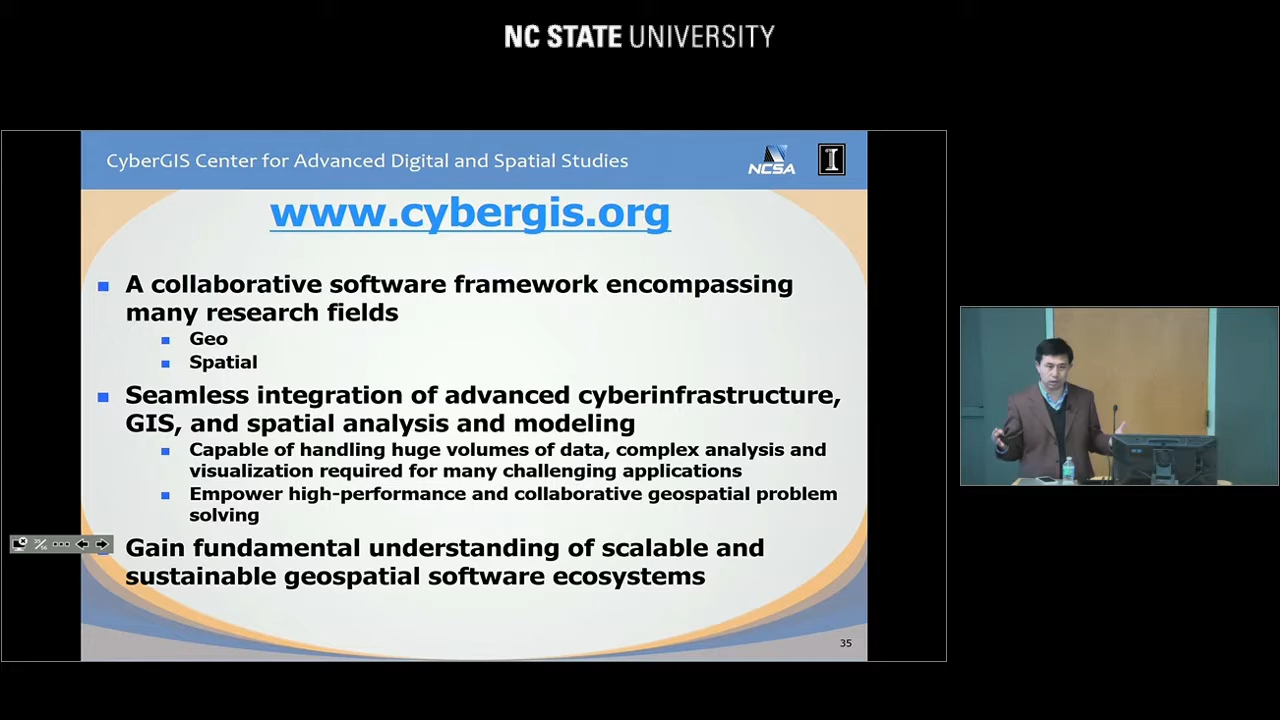 NC STATE UNIVERSITY
CyberGIS Center for Advanced Digital and Spatial Studies
NCSA
I
www.cybergis.org
A collaborative software framework encompassing
many research fields
Geo
Spatial
Seamless integration of advanced cyberinfrastructure,
GIS, and spatial analysis and modeling
Capable of handling huge volumes of data, complex analysis and
visualization required for many challenging applications
Empower high-performance and collaborative geospatial problem
solving
Gain fundamental understanding of scalable and
sustainable geospatial software ecosystems
35